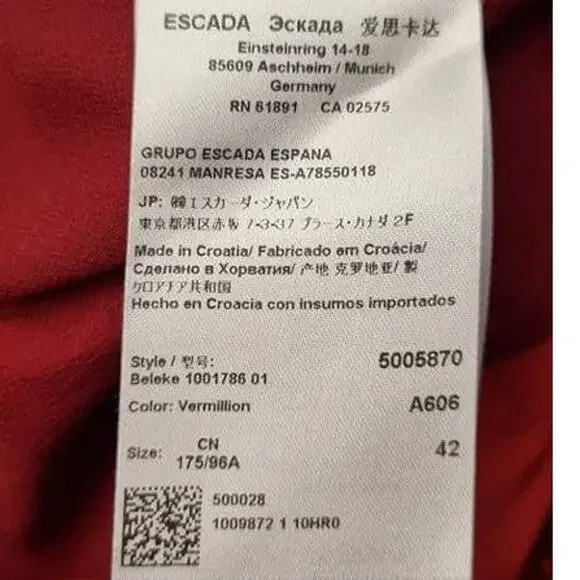 ESCADA Эскада 爱思卡达
Einsteinring 14-18
85609 Aschheim / Munich
Germany
RN 61891 CA 02575
GRUPO ESCADA ESPANA
08241 MANRESA ES-A78550118
JP: ㈱エスカーダ・ジャパン
東京都港区赤坂 7-3-37 プラース・カナダ 2F
Made in Croatia/ Fabricado em Croácia/
Сделано в Хорватия/ 产地 克罗地亚/ 製
クロアチア共和国
Hecho en Croacia con insumos importados
Style / 型号: 5005870
Beleke 1001786 01
Color: Vermillion A606
Size: CN 42
175/96A
500028
1009872 1 10HR0